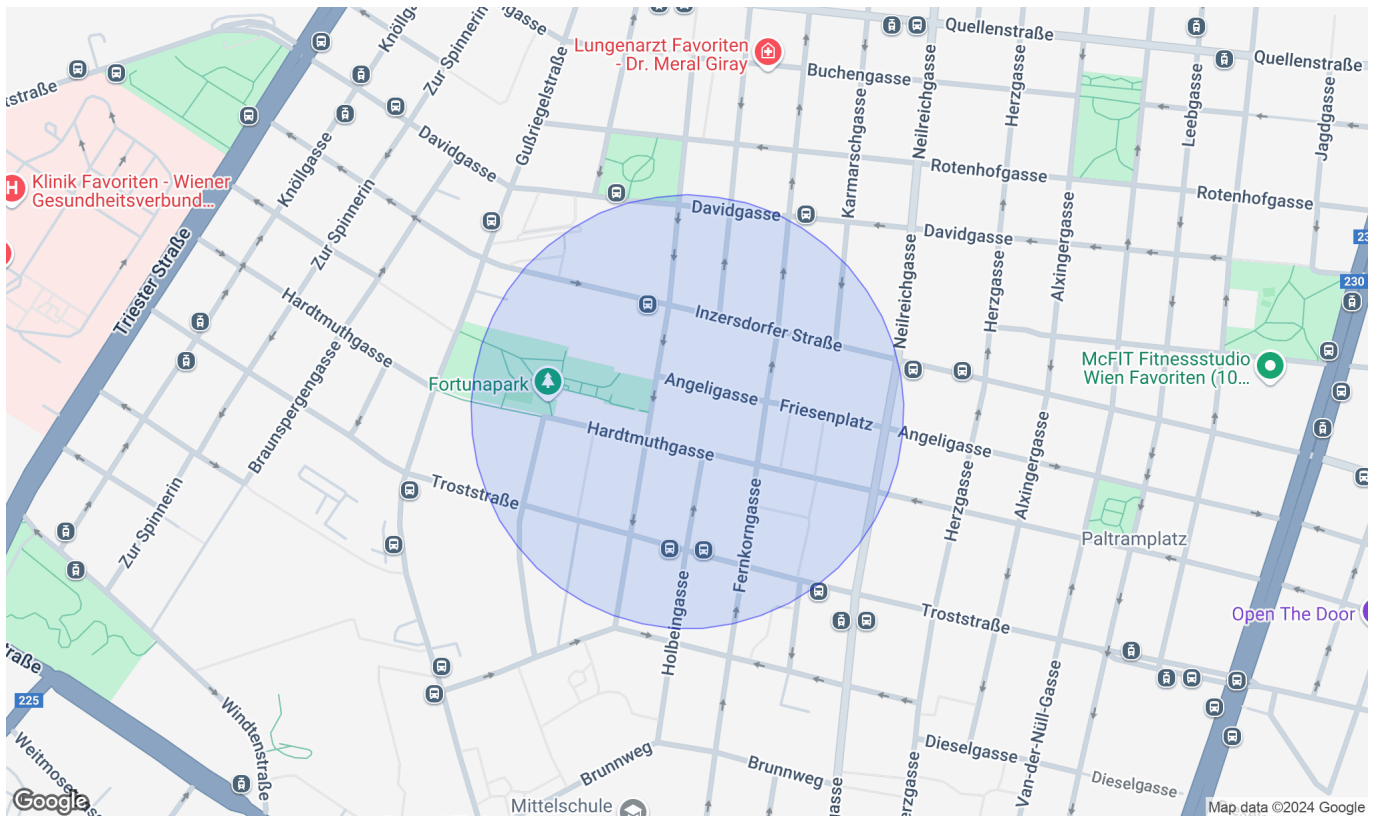 Quellenstraße
Knöllgasse
Lungenarzt Favoriten
- Dr. Meral Giray
Zur Spinnerin
Buchengasse
Quellenstraße
Gußriegelstraße
Neilreichgasse
Herzgasse
Leebgasse
Jagdgasse
Karmarschgasse
Davidgasse
Knöllgasse
Rotenhofgasse
Klinik Favoriten - Wiener
Gesundheitsverbund...
H
Rotenhofgasse
Zur Spinnerin
Davidgasse
Davidgasse
Alxingergasse
Triester Straße
230
Hardtmuthgasse
Herzgasse
Neilreichgasse
Inzersdorfer Straße
McFIT Fitnessstudio
Wien Favoriten (10...
Fortunapark
Angeligasse
Friesenplatz
Braunspergengasse
Hardtmuthgasse
Angeligasse
Alxingergasse
Troststraße
Herzgasse
Fernkorngasse
Zur Spinnerin
Paltramplatz
Holbeingasse
Troststraße
Open The Door
225
Windtenstraße
Van-der-Nüll-Gasse
Brunnweg
Brunnweg
Dieselgasse
Dieselgasse
Mittelschule
Google
Map data ©2024 Google